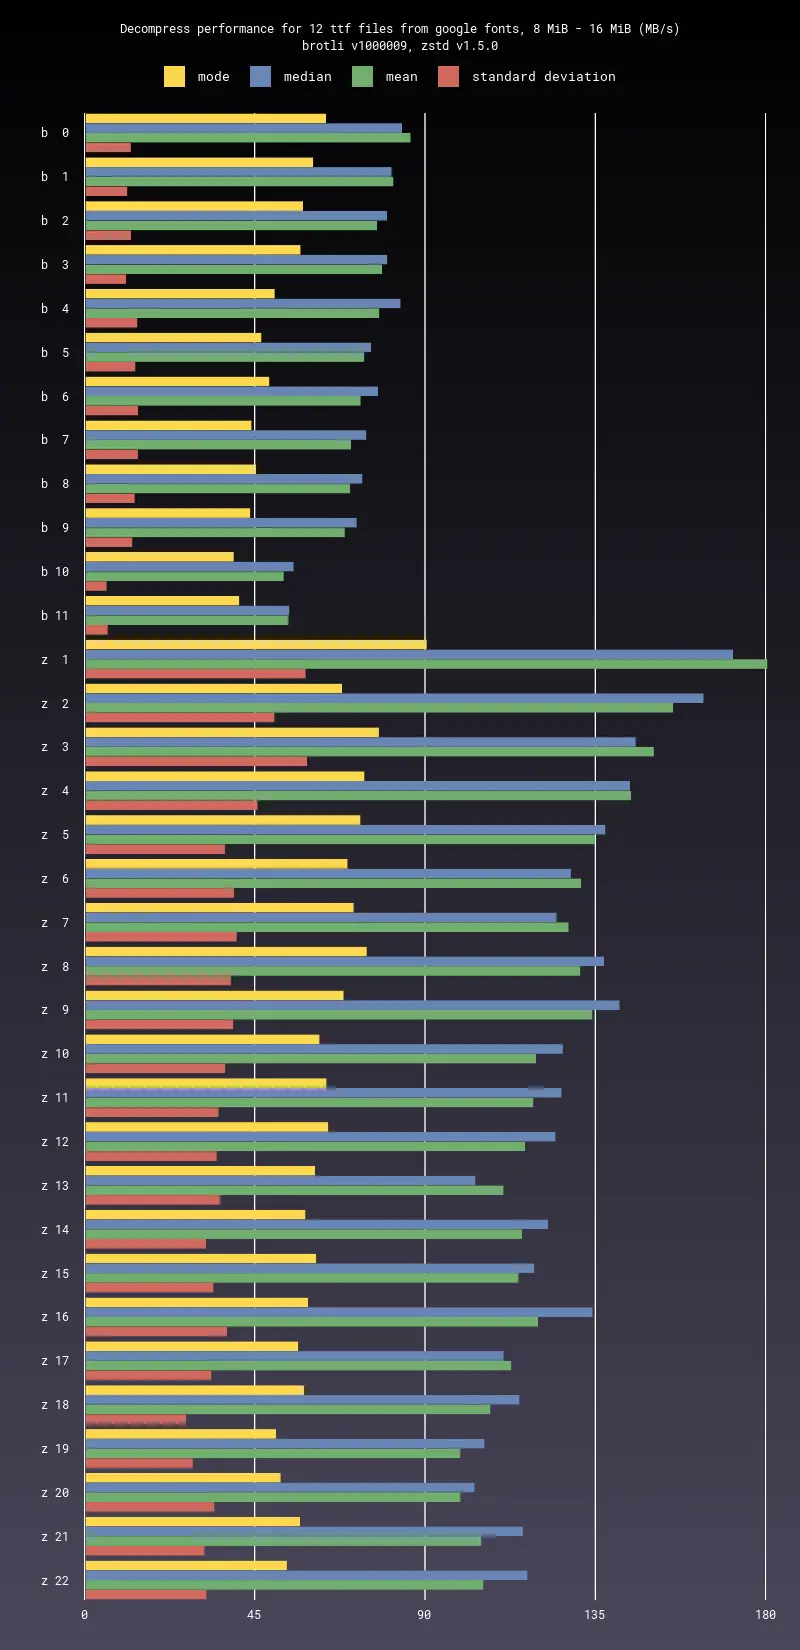 Decompress performance for 12 ttf files from google fonts, 8 MiB - 16 MiB (MB/s)
brotli v1000009, zstd v1.5.0
mode median mean standard deviation
b 0
b 1
b 2
b 3
b 4
b 5
b 6
b 7
b 8
b 9
b 10
b 11
z 1
z 2
z 3
z 4
z 5
z 6
z 7
z 8
z 9
z 10
z 11
z 12
z 13
z 14
z 15
z 16
z 17
z 18
z 19
z 20
z 21
z 22
0 45 90 135 180